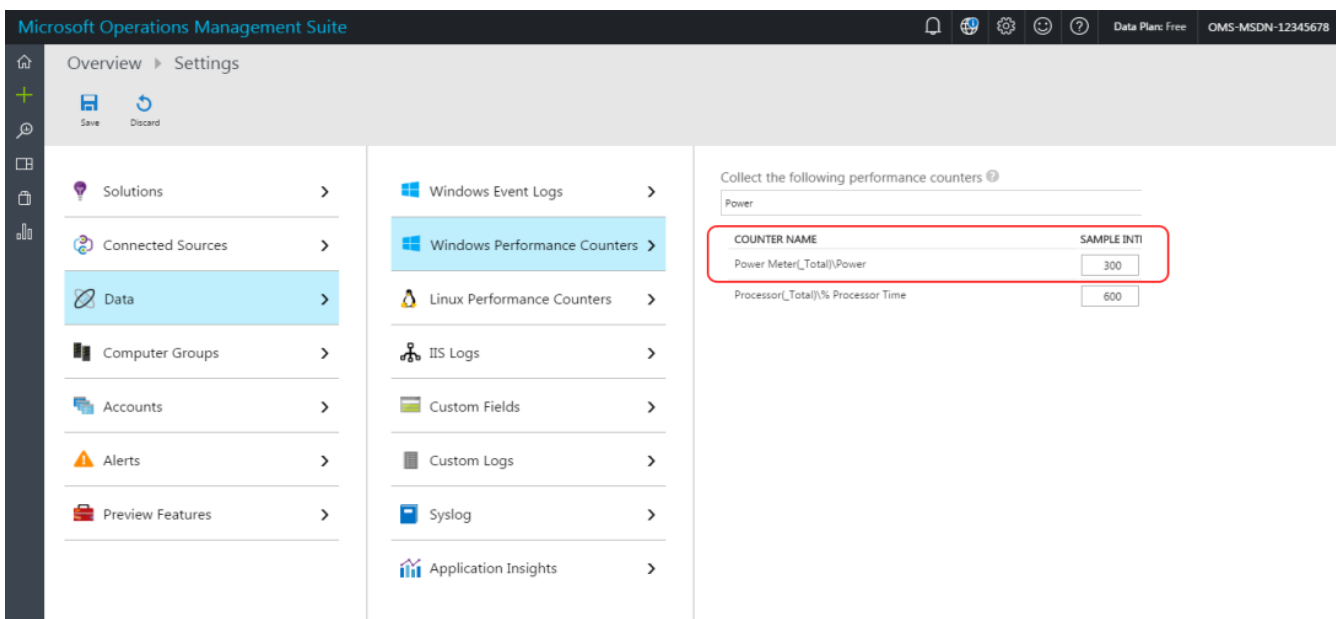 Microsoft Operations Management Suite
Data Plan: Free
OMS-MSDN-12345678
Overview Settings
Save
Discard
Solutions
Connected Sources
Data
Computer Groups
Accounts
Alerts
Preview Features
Windows Event Logs
Windows Performance Counters
Linux Performance Counters
IIS Logs
Custom Fields
Custom Logs
Syslog
Application Insights
Collect the following performance counters
Power
COUNTER NAME SAMPLE INTI
Power Meter(_Total)\Power 300
Processor(_Total)\% Processor Time 600